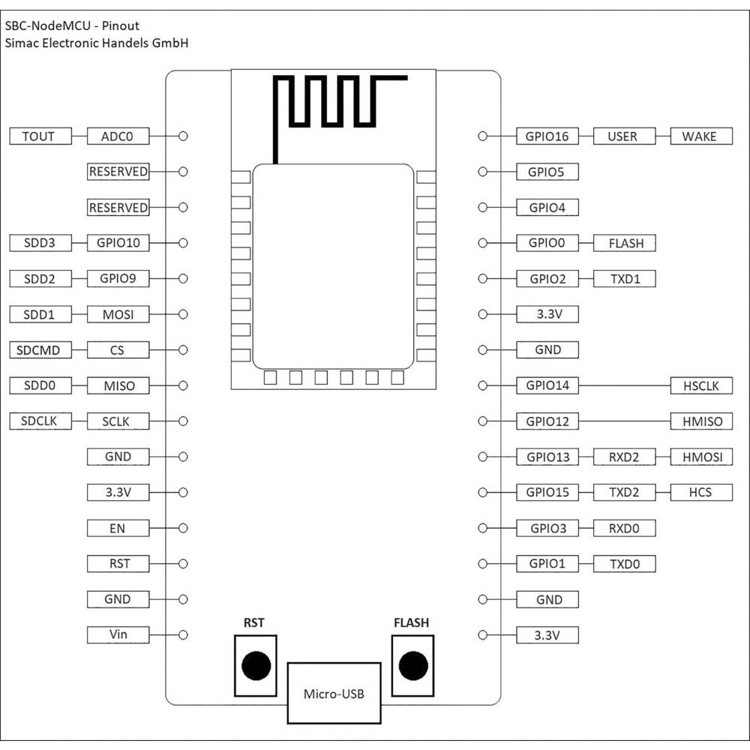 SBC-NodeMCU - Pinout
Simac Electronic Handels GmbH
TOUT ADC0 GPIO16 USER WAKE
RESERVED GPIO5
RESERVED GPIO4
SDD3 GPIO10 GPIO0 FLASH
SDD2 GPIO9 GPIO2 TXD1
SDD1 MOSI 3.3V
SDCMD CS GND
SDD0 MISO GPIO14 HSCLK
SDCLK SCLK GPIO12 HMISO
GND GPIO13 RXD2 HMOSI
3.3V GPIO15 TXD2 HCS
EN GPIO3 RXD0
RST GPIO1 TXD0
GND GND
Vin 3.3V
RST FLASH
Micro-USB